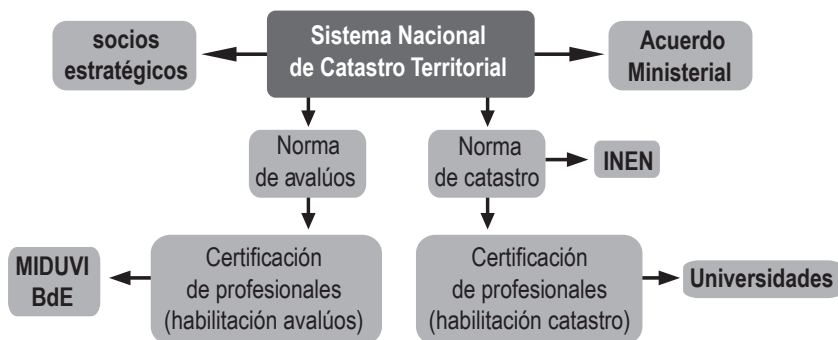 socios
estratégicos
Sistema Nacional
de Catastro Territorial
Acuerdo
Ministerial
Norma
de avalúos
Norma
de catastro
INEN
MIDUVI
BdE
Certificación
de profesionales
(habilitación avalúos)
Certificación
de profesionales
(habilitación catastro)
Universidades